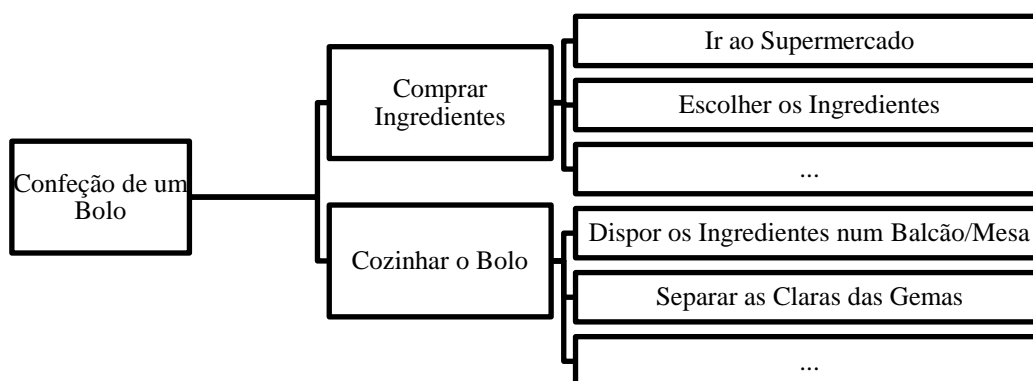 Confeção de um
Bolo
Comprar
Ingredientes
Ir ao Supermercado
Escolher os Ingredientes
...
Cozinhar o Bolo
Dispor os Ingredientes num Balcão/Mesa
Separar as Claras das Gemas
...